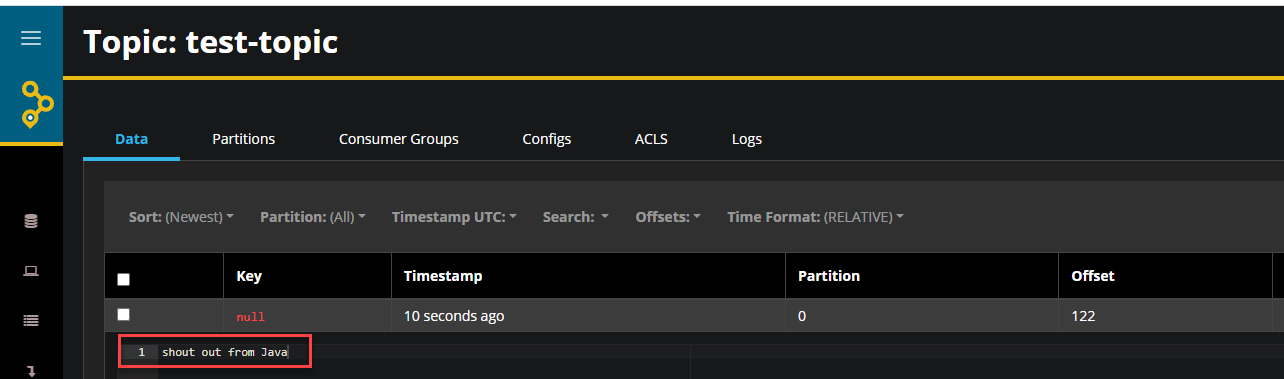 Topic: test-topic
Data Partitions Consumer Groups Configs ACLS Logs
Sort: (Newest) Partition: (All) Timestamp UTC: Search: Offsets: Time Format: (RELATIVE)
Key Timestamp Partition Offset
null 10 seconds ago 0 122
1 shout out from Java